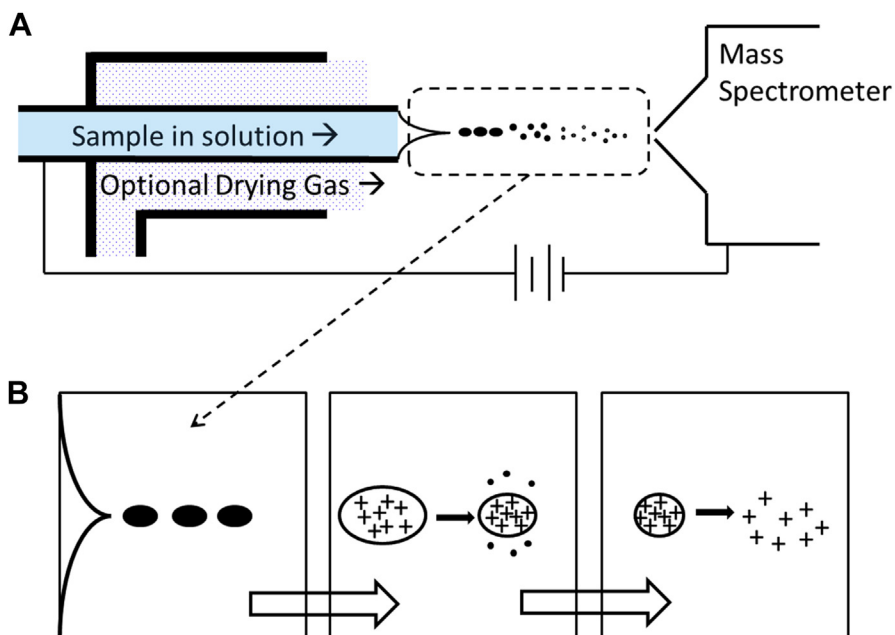 A
Mass
Spectrometer
Sample in solution →
Optional Drying Gas →
B